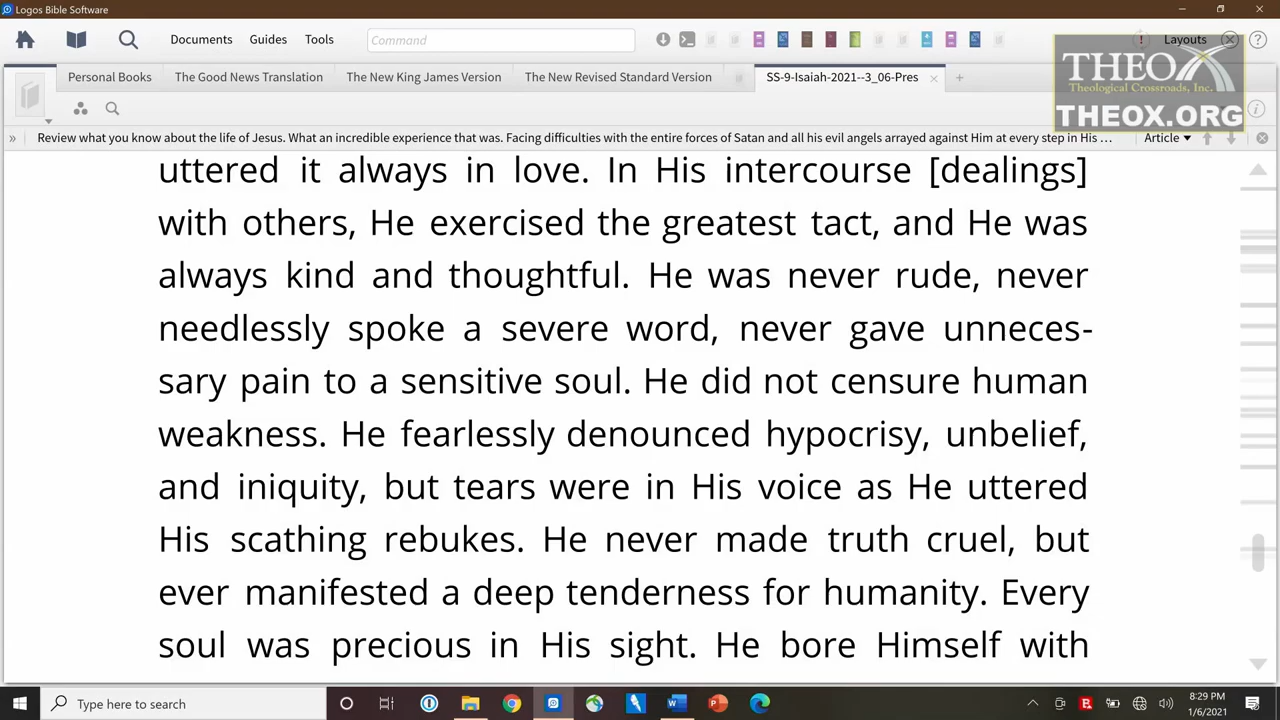 Logos Bible Software
Documents Guides Tools Command Layouts
Personal Books The Good News Translation The New King James Version The New Revised Standard Version SS-9-Isaiah-2021--3_06-Pres
THEOX
Theological Crossroads, Inc.
THEOX.ORG
Review what you know about the life of Jesus. What an incredible experience that was. Facing difficulties with the entire forces of Satan and all his evil angels arrayed against Him at every step in His … Article
uttered it always in love. In His intercourse [dealings]
with others, He exercised the greatest tact, and He was
always kind and thoughtful. He was never rude, never
needlessly spoke a severe word, never gave unneces-
sary pain to a sensitive soul. He did not censure human
weakness. He fearlessly denounced hypocrisy, unbelief,
and iniquity, but tears were in His voice as He uttered
His scathing rebukes. He never made truth cruel, but
ever manifested a deep tenderness for humanity. Every
soul was precious in His sight. He bore Himself with
Type here to search
8:29 PM
1/6/2021